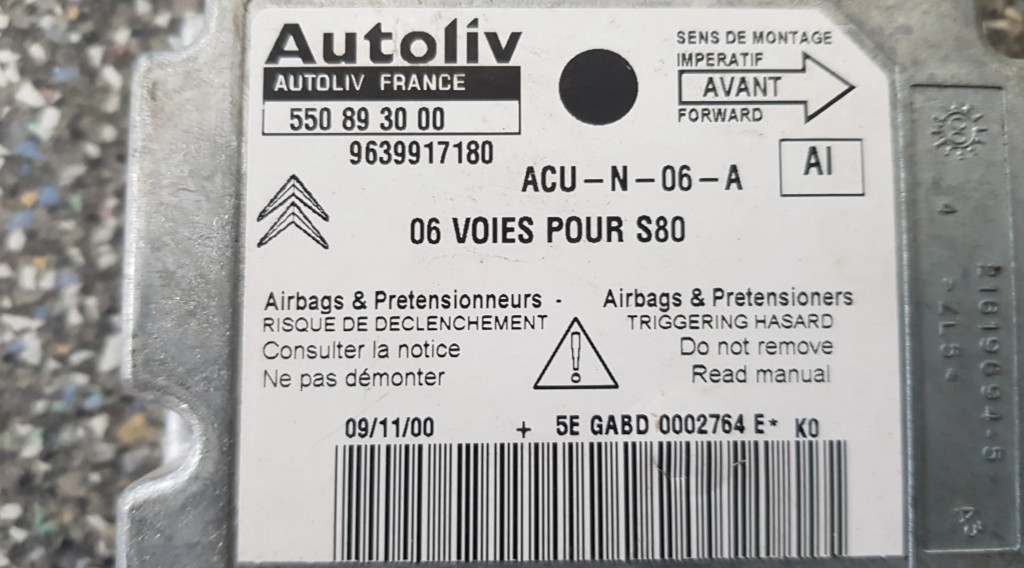 Autoliv
AUTOLIV FRANCE
550 89 30 00
9639917180
SENS DE MONTAGE
IMPERATIF
AVANT
FORWARD
ACU-N-06-A
AI
06 VOIES POUR S80
Airbags & Pretensionneurs -
RISQUE DE DECLENCHEMENT
Consulter la notice
Ne pas démonter
Airbags & Pretensioners
TRIGGERING HASARD
Do not remove
Read manual
09/11/00 + 5E GABD 0002764 E* K0
4